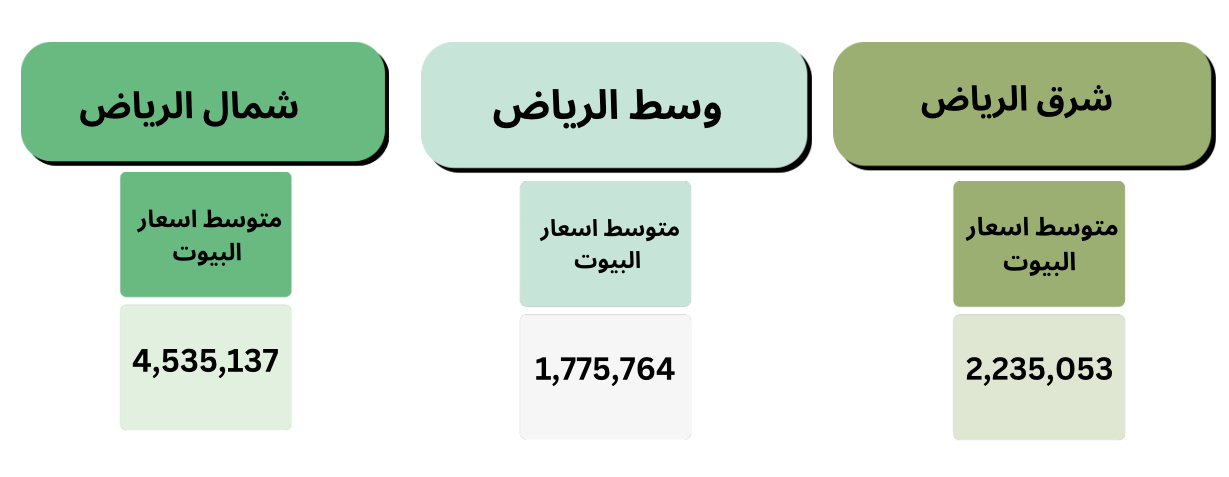 شرق الرياض
وسط الرياض
شمال الرياض
متوسط اسعار
البيوت
متوسط اسعار
البيوت
متوسط اسعار
البيوت
2,235,053
1,775,764
4,535,137